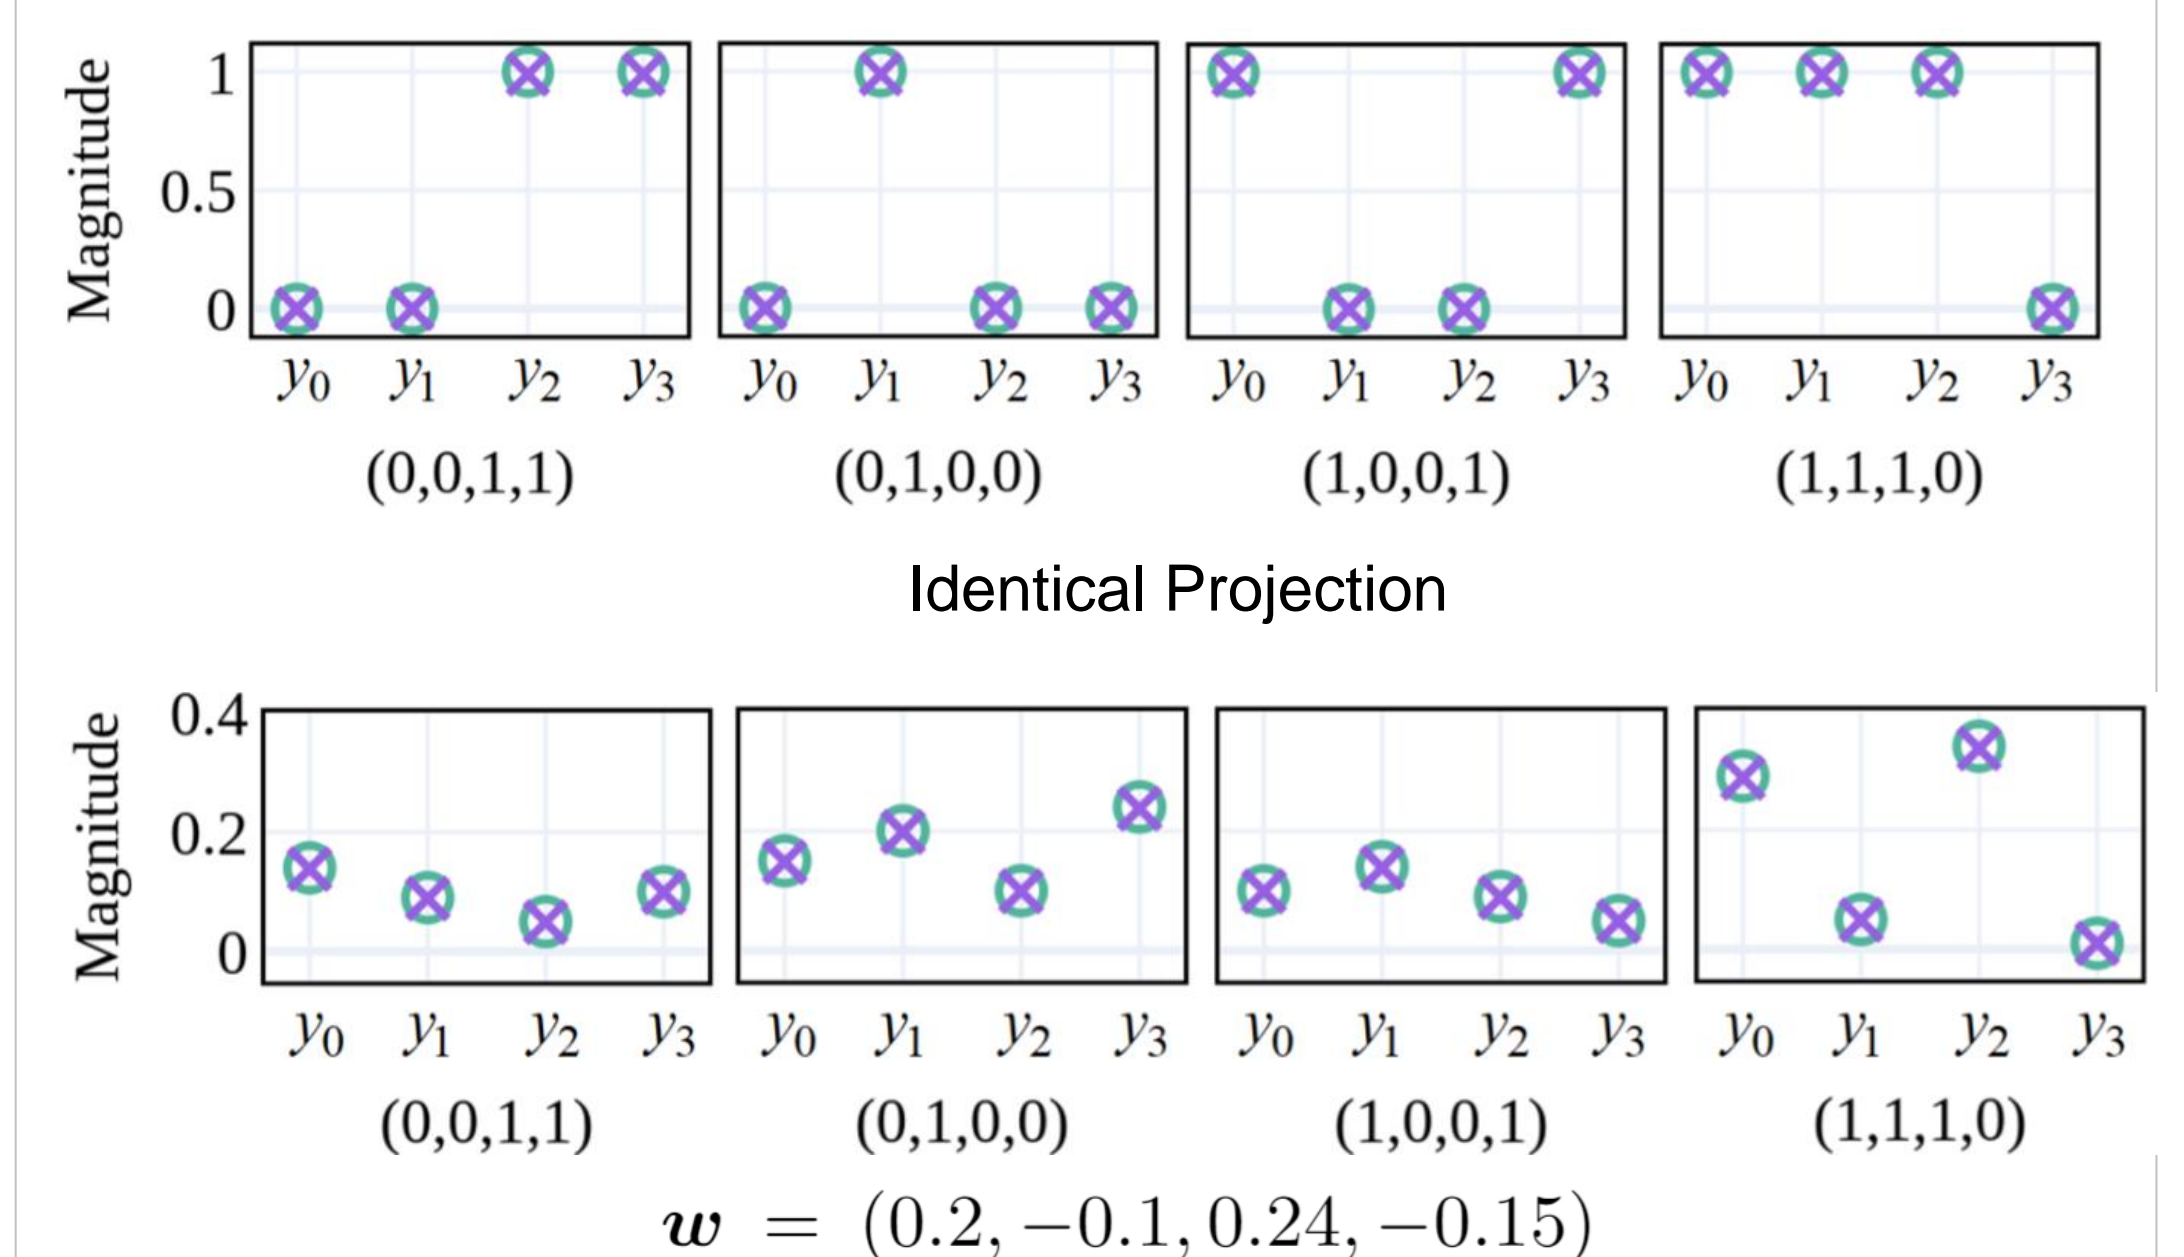 Magnitude
1
0.5
0
y0 y1 y2 y3 y0 y1 y2 y3 y0 y1 y2 y3 y0 y1 y2 y3
(0,0,1,1) (0,1,0,0) (1,0,0,1) (1,1,1,0)
Identical Projection
Magnitude
0.4
0.2
0
y0 y1 y2 y3 y0 y1 y2 y3 y0 y1 y2 y3 y0 y1 y2 y3
(0,0,1,1) (0,1,0,0) (1,0,0,1) (1,1,1,0)
w = (0.2, −0.1, 0.24, −0.15)